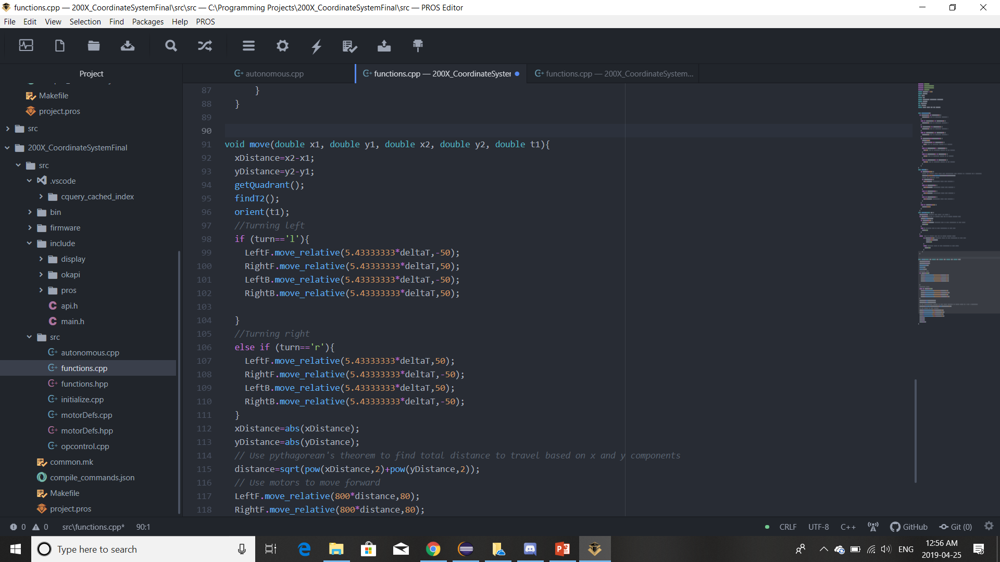 functions.cpp — 200X_CoordinateSystemFinal\src\src — C:\Programming Projects\200X_CoordinateSystemFinal\src — PROS Editor
File Edit View Selection Find Packages Help PROS
Project
autonomous.cpp
functions.cpp — 200X_CoordinateSyster
functions.cpp — 200X_CoordinateSystem...
Makefile
project.pros
src
200X_CoordinateSystemFinal
src
.vscode
cquery_cached_index
bin
firmware
include
display
okapi
pros
api.h
main.h
src
autonomous.cpp
functions.cpp
functions.hpp
initialize.cpp
motorDefs.cpp
motorDefs.hpp
opcontrol.cpp
common.mk
compile_commands.json
Makefile
project.pros
87 }
88 }
89
90
91 void move(double x1, double y1, double x2, double y2, double t1){
92 xDistance=x2-x1;
93 yDistance=y2-y1;
94 getQuadrant();
95 findT2();
96 orient(t1);
97 //Turning left
98 if (turn=='l'){
99 LeftF.move_relative(5.43333333*deltaT,-50);
100 RightF.move_relative(5.43333333*deltaT,50);
101 LeftB.move_relative(5.43333333*deltaT,-50);
102 RightB.move_relative(5.43333333*deltaT,50);
103
104 }
105 //Turning right
106 else if (turn=='r'){
107 LeftF.move_relative(5.43333333*deltaT,50);
108 RightF.move_relative(5.43333333*deltaT,-50);
109 LeftB.move_relative(5.43333333*deltaT,50);
110 RightB.move_relative(5.43333333*deltaT,-50);
111 }
112 xDistance=abs(xDistance);
113 yDistance=abs(yDistance);
114 // Use pythagorean's theorem to find total distance to travel based on x and y components
115 distance=sqrt(pow(xDistance,2)+pow(yDistance,2));
116 // Use motors to move forward
117 LeftF.move_relative(800*distance,80);
118 RightF.move_relative(800*distance,80);
0 0 src\functions.cpp* 90:1
CRLF UTF-8 C++ GitHub Git (0)
Type here to search
ENG
12:56 AM
2019-04-25